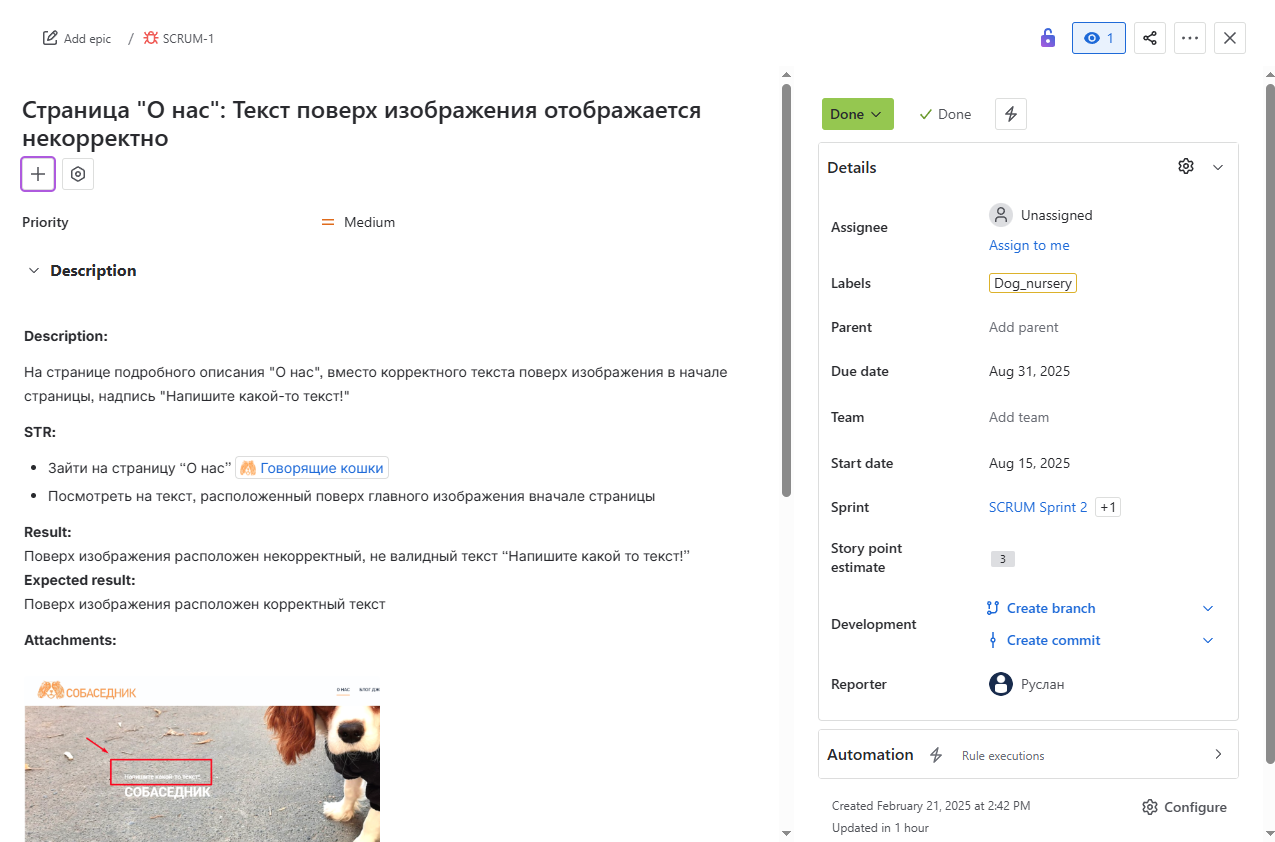 Add epic / SCRUM-1
1
Страница "О нас": Текст поверх изображения отображается
некорректно
Priority
Medium
Description
Description:
На странице подробного описания "О нас", вместо корректного текста поверх изображения в начале
страницы, надпись "Напишите какой-то текст!"
STR:
Зайти на страницу “О нас” Говорящие кошки
Посмотреть на текст, расположенный поверх главного изображения вначале страницы
Result:
Поверх изображения расположен некорректный, не валидный текст “Напишите какой то текст!”
Expected result:
Поверх изображения расположен корректный текст
Attachments:
СОБАСЕДНИК
О НАС
БЛОГ ДЖ
Напишите какой-то текст!
СОБАСЕДНИК
Done
Done
Details
Assignee
Unassigned
Assign to me
Labels
Dog_nursery
Parent
Add parent
Due date
Aug 31, 2025
Team
Add team
Start date
Aug 15, 2025
Sprint
SCRUM Sprint 2 +1
Story point
estimate
3
Development
Create branch
Create commit
Reporter
Руслан
Automation
Rule executions
Created February 21, 2025 at 2:42 PM
Updated in 1 hour
Configure